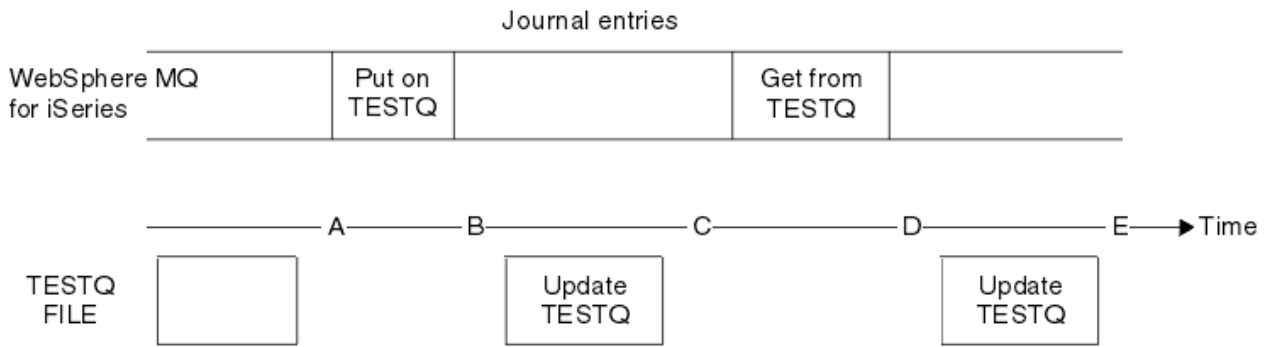 Journal entries
WebSphere MQ
for iSeries
Put on
TESTQ
Get from
TESTQ
A
B
C
D
E
Time
TESTQ
FILE
Update
TESTQ
Update
TESTQ